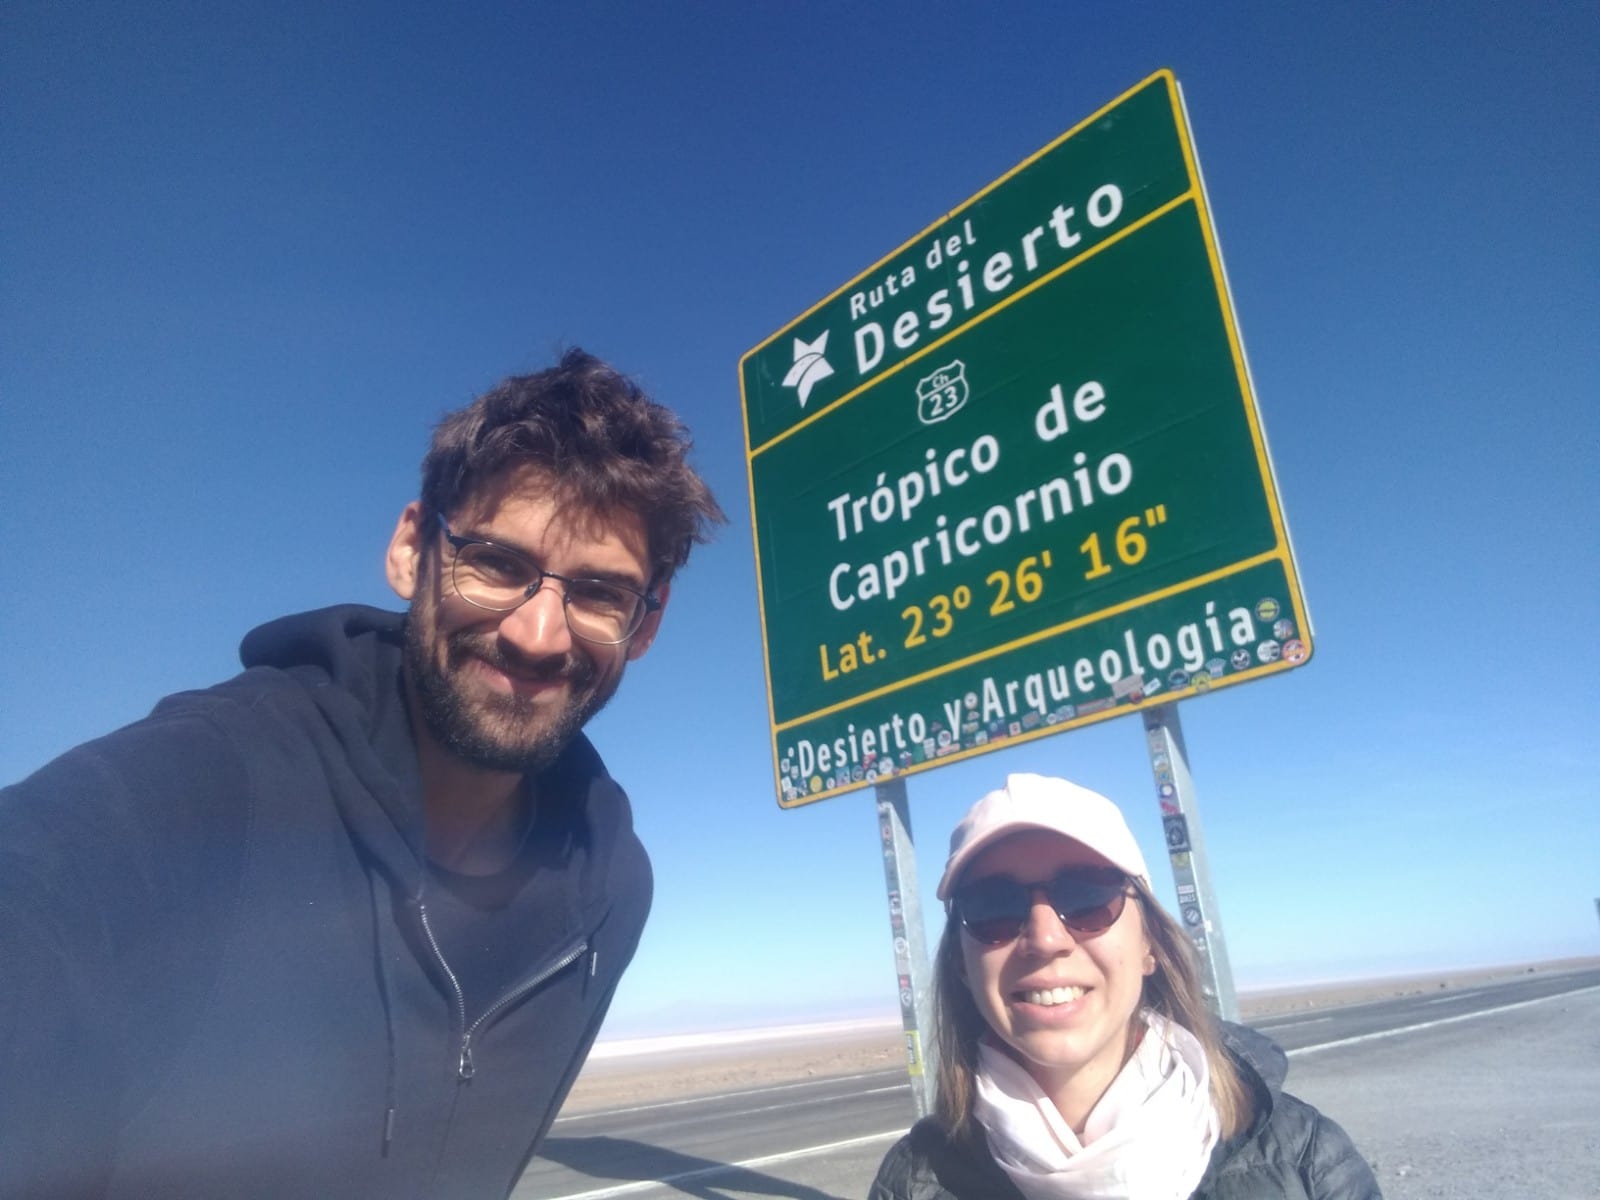 Ruta del
Desierto
Ch
23
Trópico de
Capricornio
Lat. 23º 26' 16"
Desierto y Arqueología